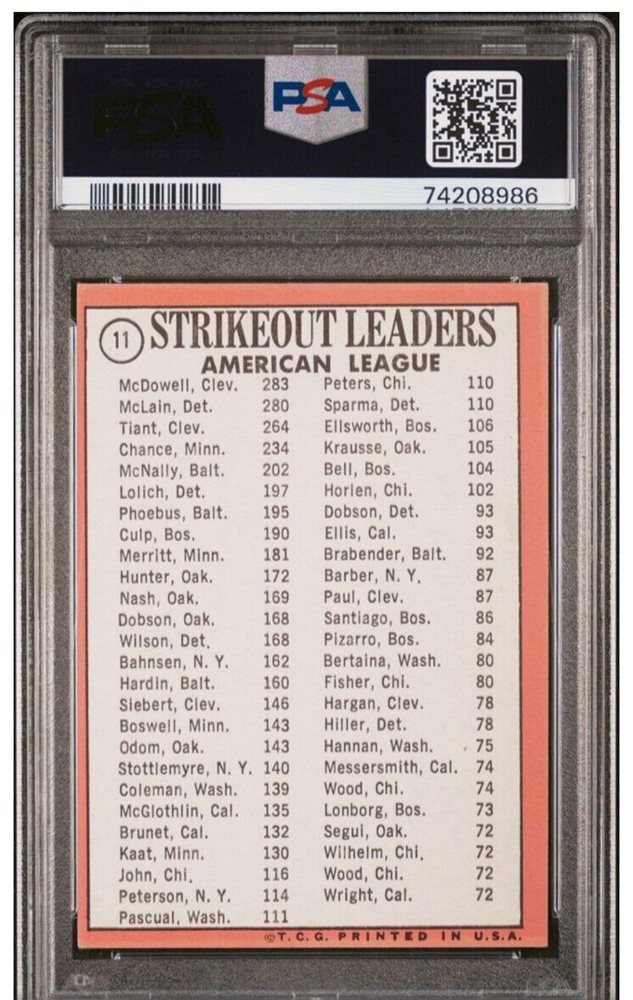 PSA
PSA
74208986
11 STRIKEOUT LEADERS
AMERICAN LEAGUE
McDowell, Clev. 283 Peters, Chi. 110
McLain, Det. 280 Sparma, Det. 110
Tiant, Clev. 264 Ellsworth, Bos. 106
Chance, Minn. 234 Krausse, Oak. 105
McNally, Balt. 202 Bell, Bos. 104
Lolich, Det. 197 Horlen, Chi. 102
Phoebus, Balt. 195 Dobson, Det. 93
Culp, Bos. 190 Ellis, Cal. 93
Merritt, Minn. 181 Brabender, Balt. 92
Hunter, Oak. 172 Barber, N. Y. 87
Nash, Oak. 169 Paul, Clev. 87
Dobson, Oak. 168 Santiago, Bos. 86
Wilson, Det. 168 Pizarro, Bos. 84
Bahnsen, N. Y. 162 Bertaina, Wash. 80
Hardin, Balt. 160 Fisher, Chi. 80
Siebert, Clev. 146 Hargan, Clev. 78
Boswell, Minn. 143 Hiller, Det. 78
Odom, Oak. 143 Hannan, Wash. 75
Stottlemyre, N. Y. 140 Messersmith, Cal. 74
Coleman, Wash. 139 Wood, Chi. 74
McGlothlin, Cal. 135 Lonborg, Bos. 73
Brunet, Cal. 132 Segui, Oak. 72
Kaat, Minn. 130 Wilhelm, Chi. 72
John, Chi. 116 Wood, Chi. 72
Peterson, N. Y. 114 Wright, Cal. 72
Pascual, Wash. 111
©T. C. G. PRINTED IN U.S.A.